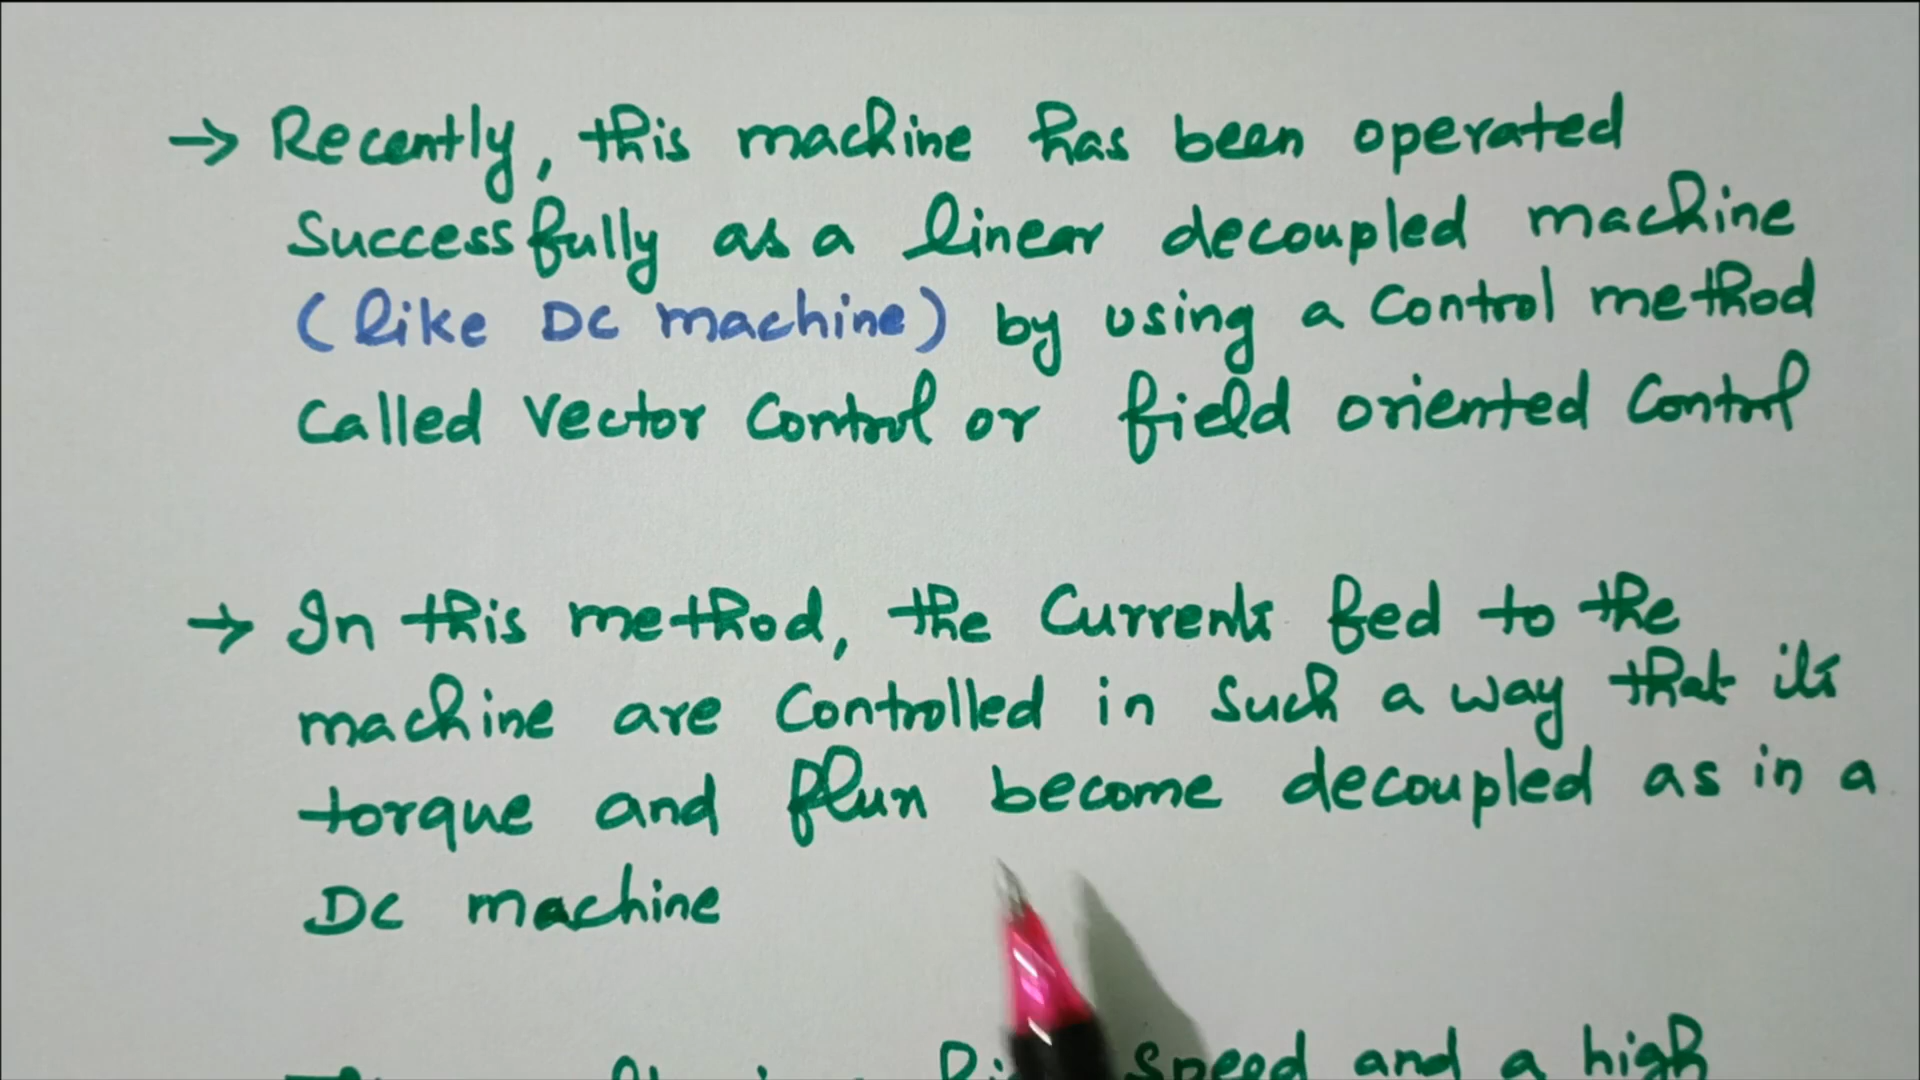 → Recently, this machine has been operated
Successfully as a linear decoupled machine
(like DC machine) by using a Control method
Called Vector Control or field oriented Control
→ In this method, the Currents fed to the
machine are Controlled in Such a way that its
torque and flux become decoupled as in a
DC machine
Speed and a high